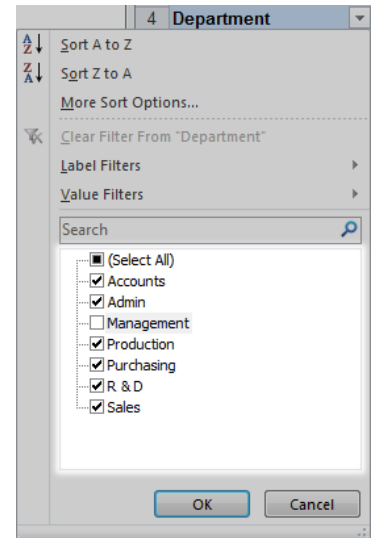 4 Department
Sort A to Z
Sort Z to A
More Sort Options...
Clear Filter From "Department"
Label Filters
Value Filters
Search
(Select All)
Accounts
Admin
Management
Production
Purchasing
R & D
Sales
OK Cancel